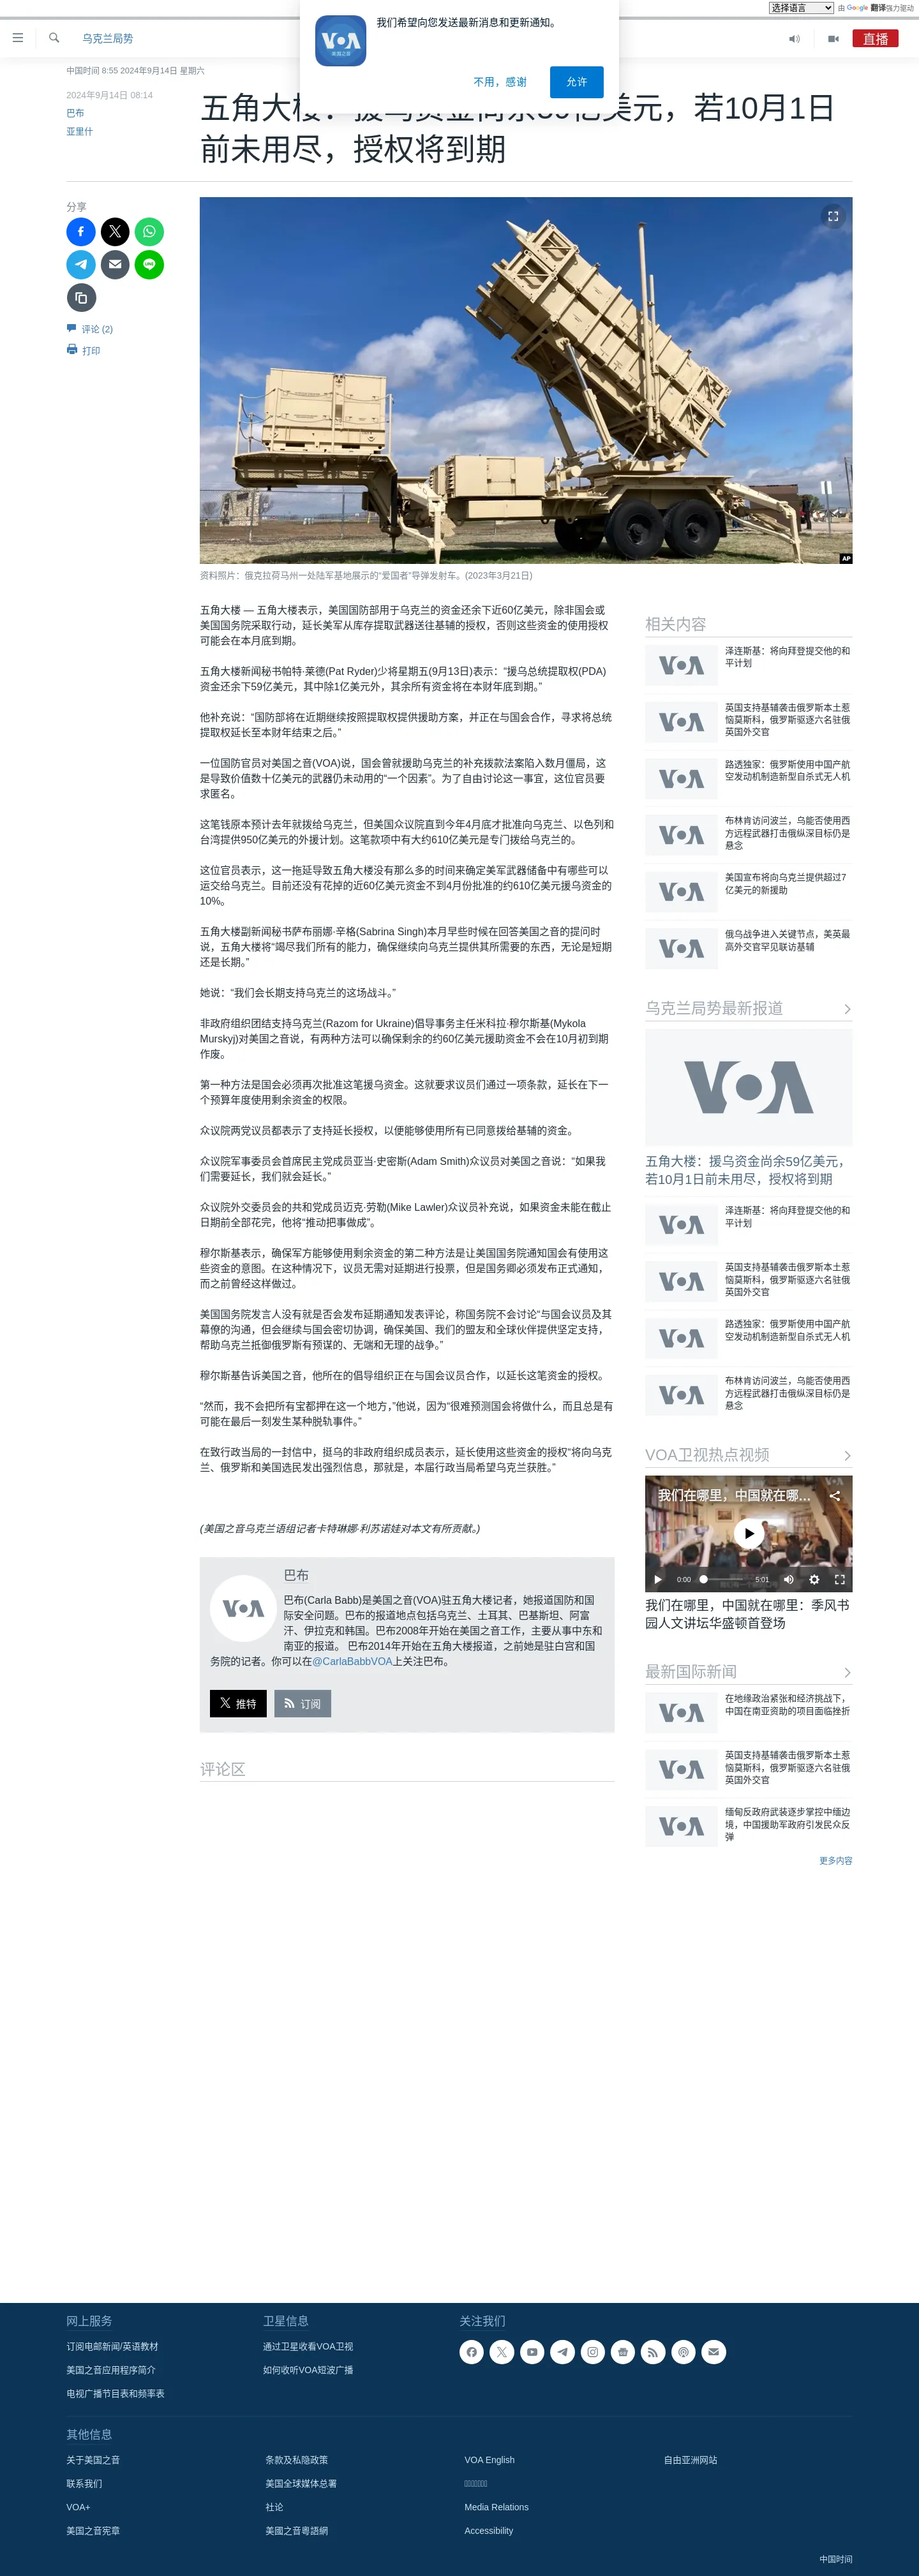 选择语言
由 Google 翻译强力驱动
VOA
美国之音
我们希望向您发送最新消息和更新通知。
不用，感谢
允许
乌克兰局势
直播
中国时间 8:55 2024年9月14日 星期六
2024年9月14日 08:14
巴布
亚里什
五角大楼：援乌资金尚余59亿美元，若10月1日
前未用尽，授权将到期
分享
评论 (2)
打印
AP
资料照片：俄克拉荷马州一处陆军基地展示的“爱国者”导弹发射车。(2023年3月21日)
五角大楼 — 五角大楼表示，美国国防部用于乌克兰的资金还余下近60亿美元，除非国会或
美国国务院采取行动，延长美军从库存提取武器送往基辅的授权，否则这些资金的使用授权
可能会在本月底到期。
五角大楼新闻秘书帕特·莱德(Pat Ryder)少将星期五(9月13日)表示：“援乌总统提取权(PDA)
资金还余下59亿美元，其中除1亿美元外，其余所有资金将在本财年底到期。”
他补充说：“国防部将在近期继续按照提取权提供援助方案，并正在与国会合作，寻求将总统
提取权延长至本财年结束之后。”
一位国防官员对美国之音(VOA)说，国会曾就援助乌克兰的补充拨款法案陷入数月僵局，这
是导致价值数十亿美元的武器仍未动用的“一个因素”。为了自由讨论这一事宜，这位官员要
求匿名。
这笔钱原本预计去年就拨给乌克兰，但美国众议院直到今年4月底才批准向乌克兰、以色列和
台湾提供950亿美元的外援计划。这笔款项中有大约610亿美元是专门拨给乌克兰的。
这位官员表示，这一拖延导致五角大楼没有那么多的时间来确定美军武器储备中有哪些可以
运交给乌克兰。目前还没有花掉的近60亿美元资金不到4月份批准的约610亿美元援乌资金的
10%。
五角大楼副新闻秘书萨布丽娜·辛格(Sabrina Singh)本月早些时候在回答美国之音的提问时
说，五角大楼将“竭尽我们所有的能力，确保继续向乌克兰提供其所需要的东西，无论是短期
还是长期。”
她说：“我们会长期支持乌克兰的这场战斗。”
非政府组织团结支持乌克兰(Razom for Ukraine)倡导事务主任米科拉·穆尔斯基(Mykola
Murskyj)对美国之音说，有两种方法可以确保剩余的约60亿美元援助资金不会在10月初到期
作废。
第一种方法是国会必须再次批准这笔援乌资金。这就要求议员们通过一项条款，延长在下一
个预算年度使用剩余资金的权限。
众议院两党议员都表示了支持延长授权，以便能够使用所有已同意拨给基辅的资金。
众议院军事委员会首席民主党成员亚当·史密斯(Adam Smith)众议员对美国之音说：“如果我
们需要延长，我们就会延长。”
众议院外交委员会的共和党成员迈克·劳勒(Mike Lawler)众议员补充说，如果资金未能在截止
日期前全部花完，他将“推动把事做成”。
穆尔斯基表示，确保军方能够使用剩余资金的第二种方法是让美国国务院通知国会有使用这
些资金的意图。在这种情况下，议员无需对延期进行投票，但是国务卿必须发布正式通知，
而之前曾经这样做过。
美国国务院发言人没有就是否会发布延期通知发表评论，称国务院不会讨论“与国会议员及其
幕僚的沟通，但会继续与国会密切协调，确保美国、我们的盟友和全球伙伴提供坚定支持，
帮助乌克兰抵御俄罗斯有预谋的、无端和无理的战争。”
穆尔斯基告诉美国之音，他所在的倡导组织正在与国会议员合作，以延长这笔资金的授权。
“然而，我不会把所有宝都押在这一个地方，”他说，因为“很难预测国会将做什么，而且总是有
可能在最后一刻发生某种脱轨事件。”
在致行政当局的一封信中，挺乌的非政府组织成员表示，延长使用这些资金的授权“将向乌克
兰、俄罗斯和美国选民发出强烈信息，那就是，本届行政当局希望乌克兰获胜。”
(美国之音乌克兰语组记者卡特琳娜·利苏诺娃对本文有所贡献。)
VOA
巴布
巴布(Carla Babb)是美国之音(VOA)驻五角大楼记者，她报道国防和国
际安全问题。巴布的报道地点包括乌克兰、土耳其、巴基斯坦、阿富
汗、伊拉克和韩国。巴布2008年开始在美国之音工作，主要从事中东和
南亚的报道。 巴布2014年开始在五角大楼报道，之前她是驻白宫和国
务院的记者。你可以在@CarlaBabbVOA上关注巴布。
推特
订阅
评论区
相关内容
VOA
泽连斯基：将向拜登提交他的和
平计划
VOA
英国支持基辅袭击俄罗斯本土惹
恼莫斯科，俄罗斯驱逐六名驻俄
英国外交官
VOA
路透独家：俄罗斯使用中国产航
空发动机制造新型自杀式无人机
VOA
布林肯访问波兰，乌能否使用西
方远程武器打击俄纵深目标仍是
悬念
VOA
美国宣布将向乌克兰提供超过7
亿美元的新援助
VOA
俄乌战争进入关键节点，美英最
高外交官罕见联访基辅
乌克兰局势最新报道
VOA
五角大楼：援乌资金尚余59亿美元，
若10月1日前未用尽，授权将到期
VOA
泽连斯基：将向拜登提交他的和
平计划
VOA
英国支持基辅袭击俄罗斯本土惹
恼莫斯科，俄罗斯驱逐六名驻俄
英国外交官
VOA
路透独家：俄罗斯使用中国产航
空发动机制造新型自杀式无人机
VOA
布林肯访问波兰，乌能否使用西
方远程武器打击俄纵深目标仍是
悬念
VOA卫视热点视频
我们在哪里，中国就在哪...
0:00
5:01
我们在哪里，中国就在哪里：季风书
园人文讲坛华盛顿首登场
最新国际新闻
VOA
在地缘政治紧张和经济挑战下，
中国在南亚资助的项目面临挫折
VOA
英国支持基辅袭击俄罗斯本土惹
恼莫斯科，俄罗斯驱逐六名驻俄
英国外交官
VOA
缅甸反政府武装逐步掌控中缅边
境，中国援助军政府引发民众反
弹
更多内容
网上服务
订阅电邮新闻/英语教材
美国之音应用程序简介
电视广播节目表和频率表
卫星信息
通过卫星收看VOA卫视
如何收听VOA短波广播
关注我们
其他信息
关于美国之音
联系我们
VOA+
美国之音宪章
条款及私隐政策
美国全球媒体总署
社论
美國之音粵語網
VOA English
Media Relations
Accessibility
自由亚洲网站
中国时间